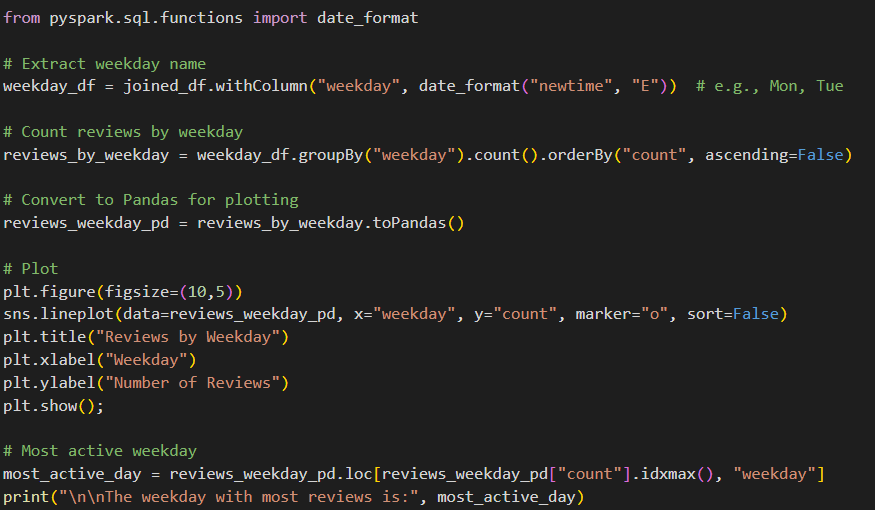 from pyspark.sql.functions import date_format
# Extract weekday name
weekday_df = joined_df.withColumn("weekday", date_format("newtime", "E"))  # e.g., Mon, Tue
# Count reviews by weekday
reviews_by_weekday = weekday_df.groupBy("weekday").count().orderBy("count", ascending=False)
# Convert to Pandas for plotting
reviews_weekday_pd = reviews_by_weekday.toPandas()
# Plot
plt.figure(figsize=(10,5))
sns.lineplot(data=reviews_weekday_pd, x="weekday", y="count", marker="o", sort=False)
plt.title("Reviews by Weekday")
plt.xlabel("Weekday")
plt.ylabel("Number of Reviews")
plt.show();
# Most active weekday
most_active_day = reviews_weekday_pd.loc[reviews_weekday_pd["count"].idxmax(), "weekday"]
print("\n\nThe weekday with most reviews is:", most_active_day)